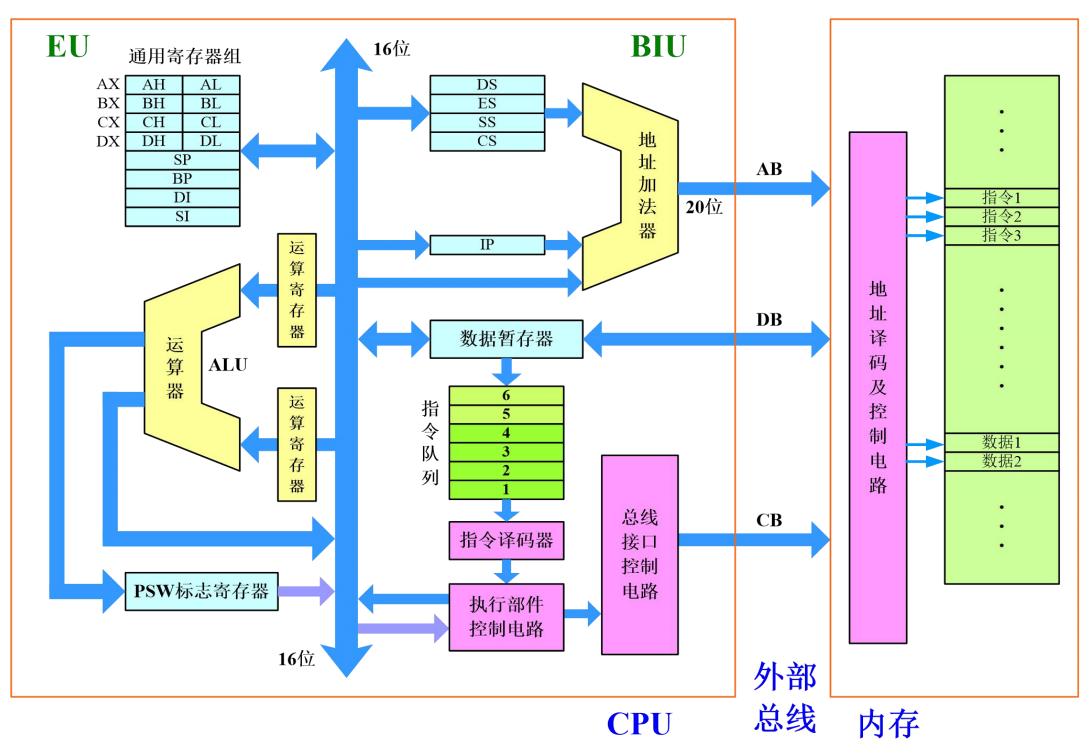 EU
通用寄存器组
AX AH AL
BX BH BL
CX CH CL
DX DH DL
SP
BP
DI
SI
16位
BIU
DS
ES
SS
CS
IP
地址加法器
20位
AB
运算寄存器
运算器
ALU
运算寄存器
数据暂存器
DB
指令队列
6
5
4
3
2
1
指令译码器
执行部件
控制电路
总线
接口
控制
电路
CB
PSW标志寄存器
16位
CPU
外部
总线
地址译码及控制电路
指令1
指令2
指令3
数据1
数据2
内存